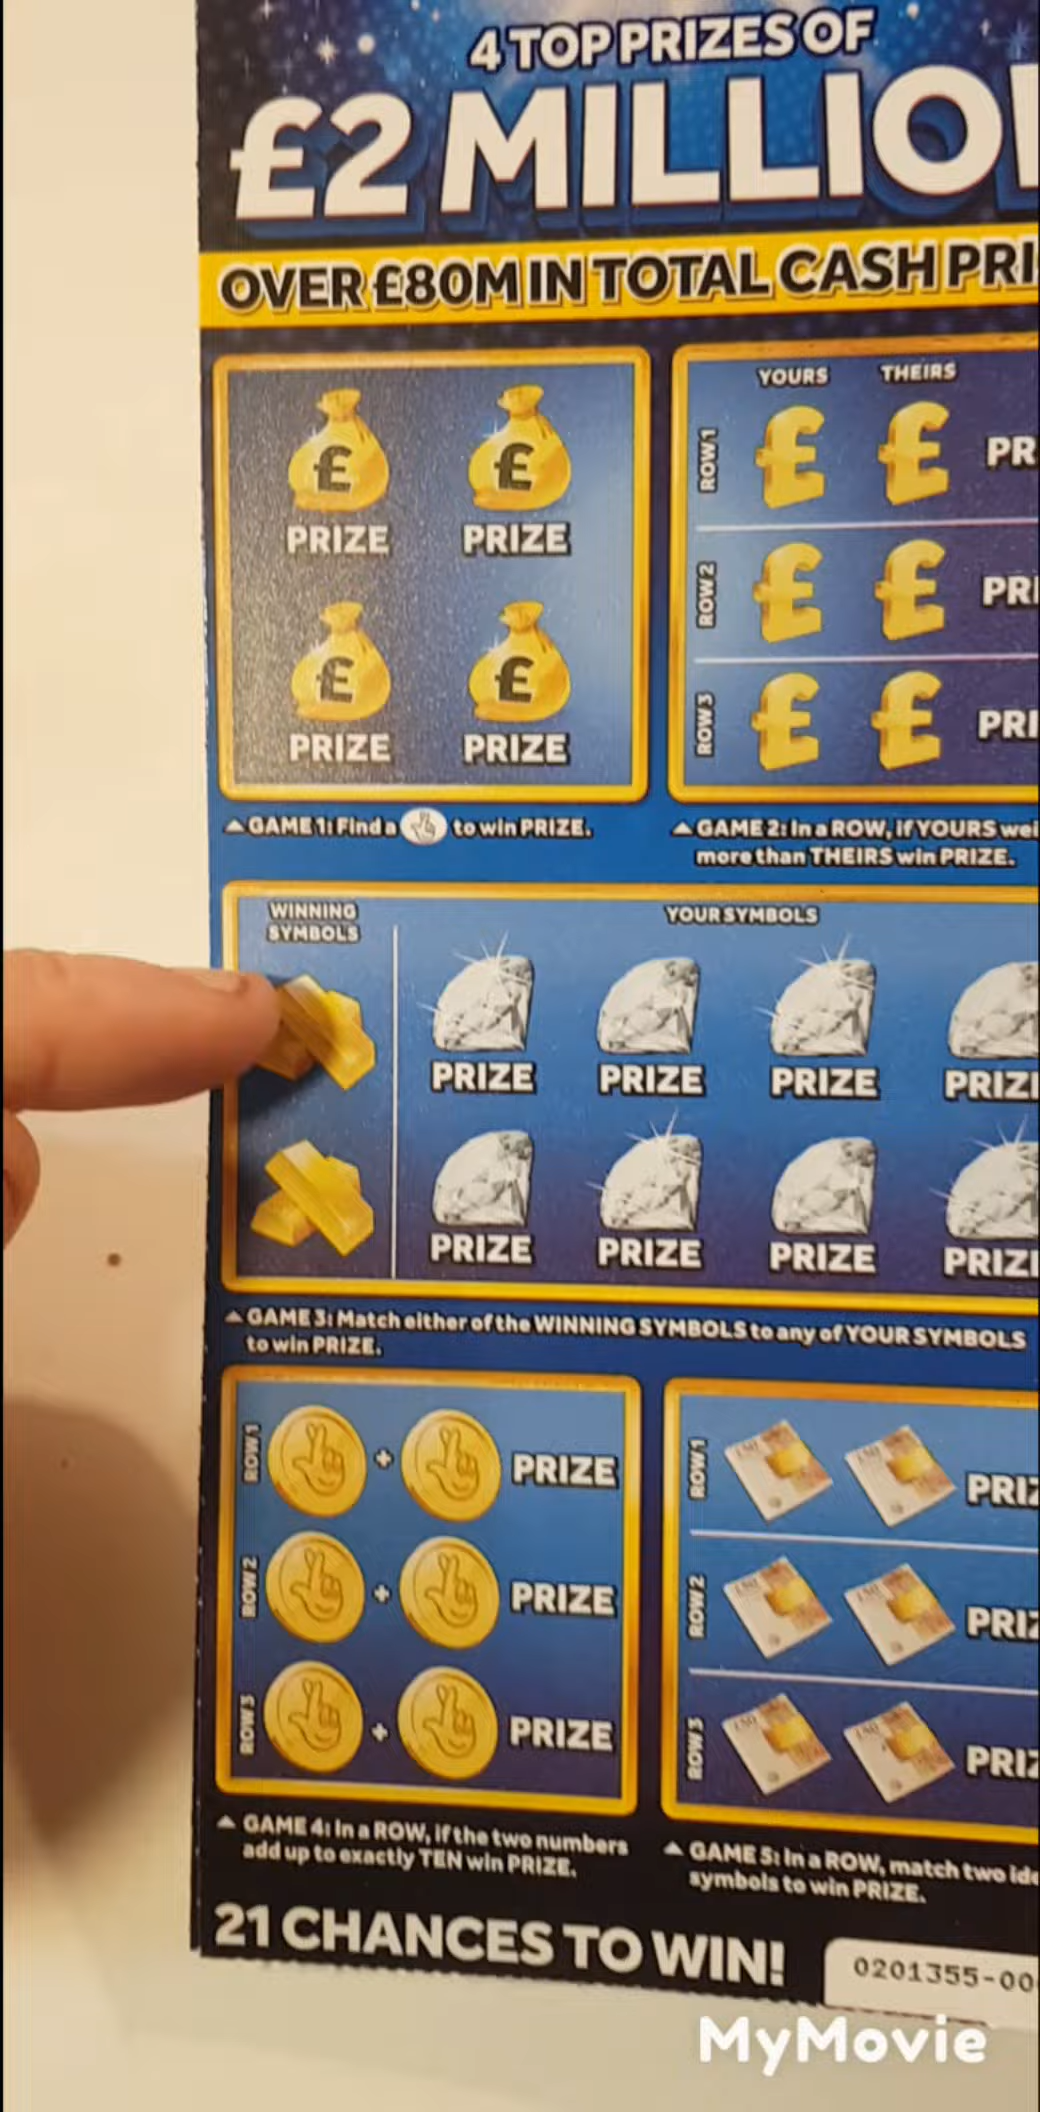 4 TOP PRIZES OF
£2 MILLIO
OVER £80M IN TOTAL CASH PRI
£ £
PRIZE PRIZE
£ £
PRIZE PRIZE
YOURS THEIRS
ROW 1 £ £ PR
ROW 2 £ £ PRI
ROW 3 £ £ PRI
GAME 1: Find a to win PRIZE.
GAME 2: In a ROW, if YOURS wei
more than THEIRS win PRIZE.
WINNING
SYMBOLS
YOUR SYMBOLS
PRIZE PRIZE PRIZE PRIZ
PRIZE PRIZE PRIZE PRIZ
GAME 3: Match either of the WINNING SYMBOLS to any of YOUR SYMBOLS
to win PRIZE.
ROW 1 + PRIZE
ROW 2 + PRIZE
ROW 3 + PRIZE
ROW 1 PRIZ
ROW 2 PRIZ
ROW 3 PRIZ
GAME 4: In a ROW, if the two numbers
add up to exactly TEN win PRIZE.
GAME 5: In a ROW, match two ide
symbols to win PRIZE.
21 CHANCES TO WIN!
0201355-00
MyMovie